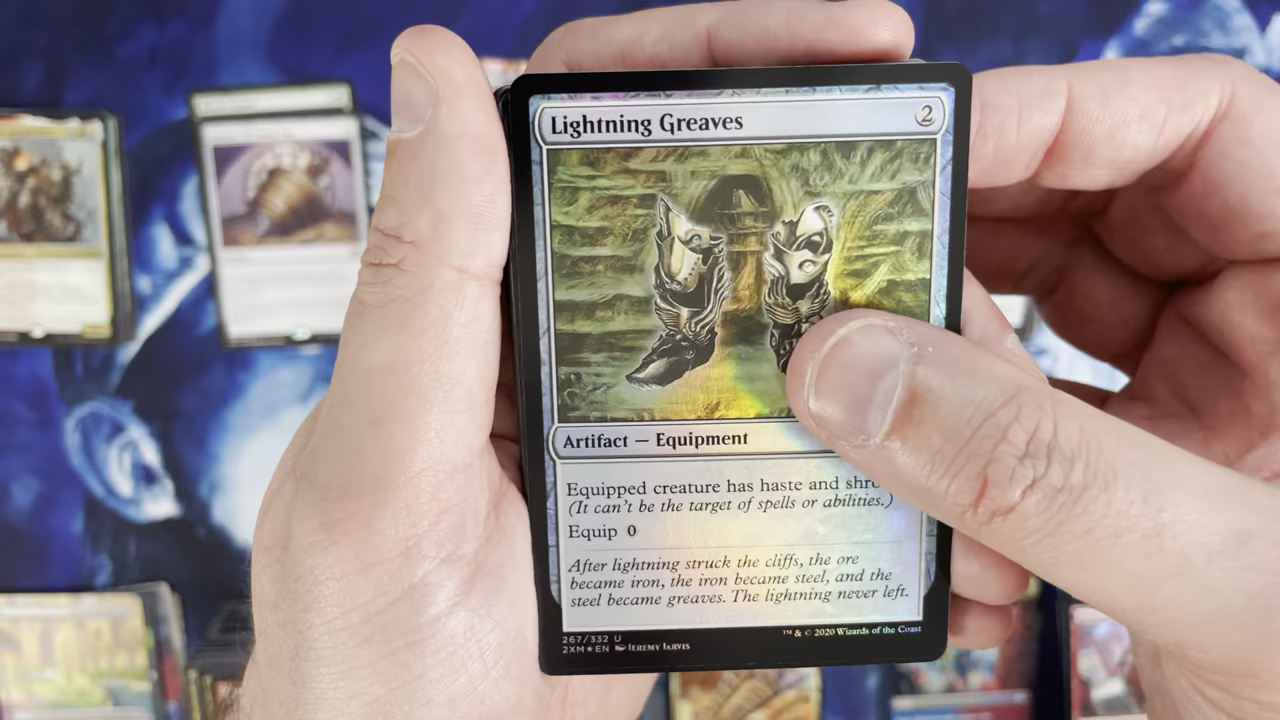 Lightning Greaves 2
Artifact — Equipment
Equipped creature has haste and shr
(It can't be the target of spells or abilities.)
Equip 0
After lightning struck the cliffs, the ore
became iron, the iron became steel, and the
steel became greaves. The lightning never left.
267/332 U
2XM★EN JEREMY JARVIS
™ & © 2020 Wizards of the Coast